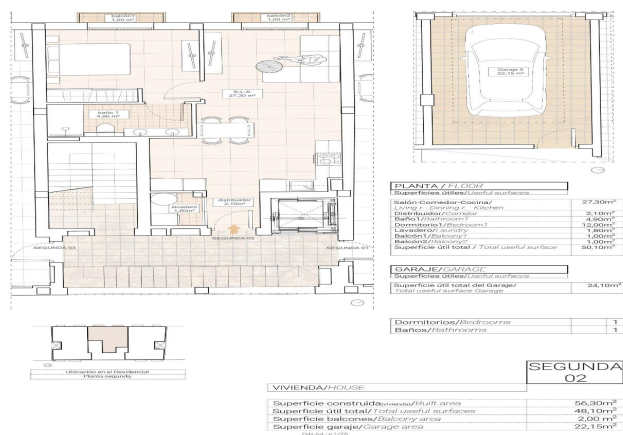 balcón1
1,00 m²
balcón2
1,00 m²
S-L-K
27,30 m²
baño 1
4,90 m²
lavadero
1,80m²
distribuidor
2,10m²
SEGUNDA 03
SEGUNDA 02
SEGUNDA 01
Garaje 8
22,15 m²
PLANTA / FLOOR
Superficies útiles/Useful surfaces
Salón-Comedor-Cocina/ 27,30m²
Living r. Dinning r. Kitchen
Distribuidor/Corridor 2,10m²
Baño1/Bathroom1 4,90m²
Dormitorio1/Bedroom1 12,00m²
Lavadero/Laundry 1,80m²
Balcón1/Balcony1 1,00m²
Balcón2/Balcony2 1,00m²
Superficie útil total / Total useful surface 50,10m²
GARAJE/GARAGE
Superficies útiles/Useful surfaces
Superficie útil total del Garaje/ 24,10m²
Total useful surface Garage
Dormitorios/Bedrooms 1
Baños/Bathrooms 1
Ubicación en el Residencial
Planta segunda
SEGUNDA
02
VIVIENDA/HOUSE
Superficie construida(vivienda)/Built area 56,30m²
Superficie útil total/Total useful surfaces 48,10m²
Superficie balcones/Balcony area 2,00 m²
Superficie garaje/Garage area 22,15m²